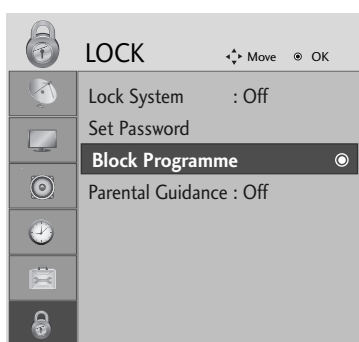 LOCK Move OK
Lock System : Off
Set Password
Block Programme
Parental Guidance : Off